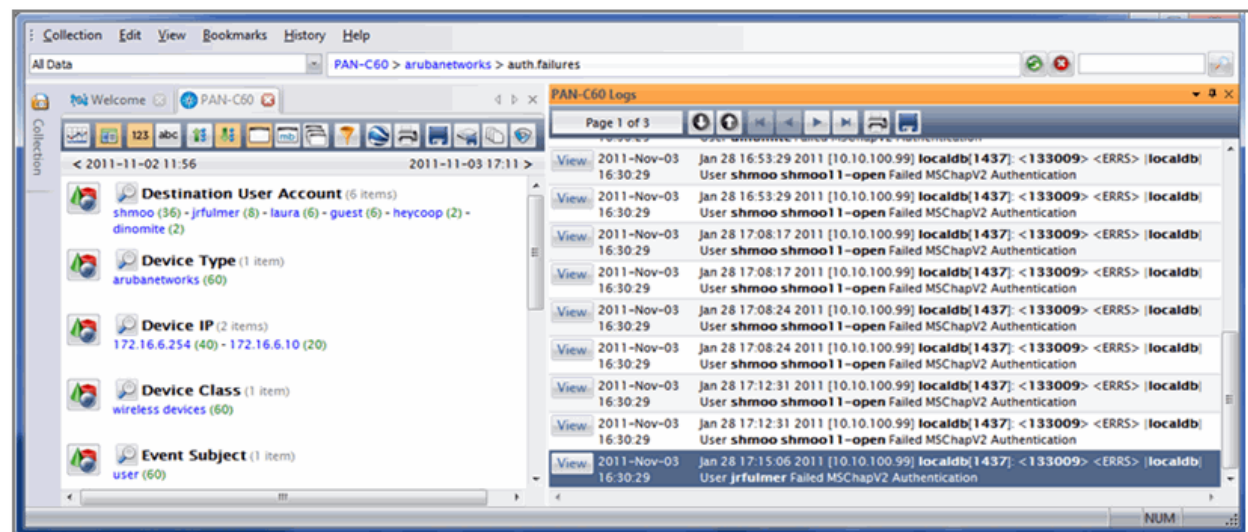 Collection Edit View Bookmarks History Help
All Data
PAN-C60 > arubanetworks > auth.failures
Collection
Welcome
PAN-C60
123 abc mb
< 2011-11-02 11:56 2011-11-03 17:11 >
Destination User Account (6 items)
shmoo (36) - jrfulmer (8) - laura (6) - guest (6) - heycoop (2) -
dinomite (2)
Device Type (1 item)
arubanetworks (60)
Device IP (2 items)
172.16.6.254 (40) - 172.16.6.10 (20)
Device Class (1 item)
wireless devices (60)
Event Subject (1 item)
user (60)
PAN-C60 Logs
Page 1 of 3
View 2011-Nov-03 Jan 28 16:53:29 2011 [10.10.100.99] localdb[1437]: <133009> <ERRS> |localdb|
16:30:29 User shmoo shmoo11-open Failed MSChapV2 Authentication
View 2011-Nov-03 Jan 28 16:53:29 2011 [10.10.100.99] localdb[1437]: <133009> <ERRS> |localdb|
16:30:29 User shmoo shmoo11-open Failed MSChapV2 Authentication
View 2011-Nov-03 Jan 28 17:08:17 2011 [10.10.100.99] localdb[1437]: <133009> <ERRS> |localdb|
16:30:29 User shmoo shmoo11-open Failed MSChapV2 Authentication
View 2011-Nov-03 Jan 28 17:08:17 2011 [10.10.100.99] localdb[1437]: <133009> <ERRS> |localdb|
16:30:29 User shmoo shmoo11-open Failed MSChapV2 Authentication
View 2011-Nov-03 Jan 28 17:08:24 2011 [10.10.100.99] localdb[1437]: <133009> <ERRS> |localdb|
16:30:29 User shmoo shmoo11-open Failed MSChapV2 Authentication
View 2011-Nov-03 Jan 28 17:08:24 2011 [10.10.100.99] localdb[1437]: <133009> <ERRS> |localdb|
16:30:29 User shmoo shmoo11-open Failed MSChapV2 Authentication
View 2011-Nov-03 Jan 28 17:12:31 2011 [10.10.100.99] localdb[1437]: <133009> <ERRS> |localdb|
16:30:29 User shmoo shmoo11-open Failed MSChapV2 Authentication
View 2011-Nov-03 Jan 28 17:12:31 2011 [10.10.100.99] localdb[1437]: <133009> <ERRS> |localdb|
16:30:29 User shmoo shmoo11-open Failed MSChapV2 Authentication
View 2011-Nov-03 Jan 28 17:15:06 2011 [10.10.100.99] localdb[1437]: <133009> <ERRS> |localdb|
16:30:29 User jrfulmer Failed MSChapV2 Authentication
NUM